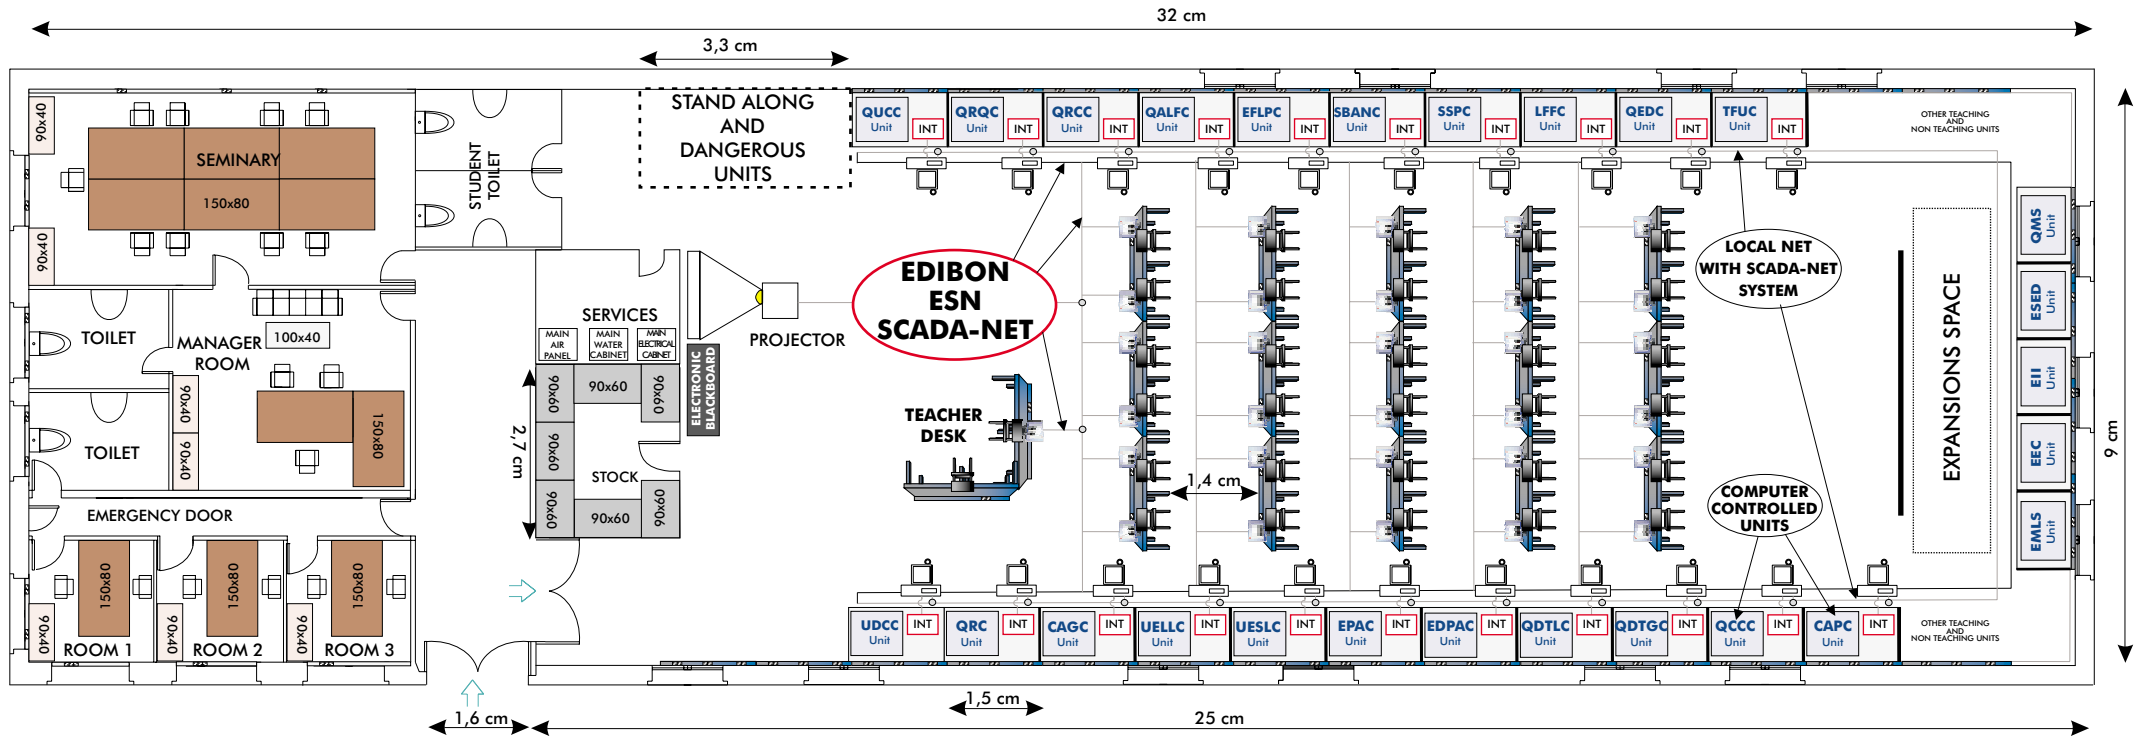 32 cm
3,3 cm
STAND ALONG
AND
DANGEROUS
UNITS
QUCC
Unit
INT
QRQC
Unit
INT
QRCC
Unit
INT
QALFC
Unit
INT
EFLPC
Unit
INT
SBANC
Unit
INT
SSPC
Unit
INT
LFFC
Unit
INT
QEDC
Unit
INT
TFUC
Unit
INT
OTHER TEACHING
AND
NON TEACHING UNITS
90x40
SEMINARY
150x80
90x40
STUDENT
TOILET
TOILET
MANAGER
ROOM
100x40
90x40
90x40
150x80
TOILET
EMERGENCY DOOR
150x80
90x40
ROOM 1
150x80
90x40
ROOM 2
150x80
90x40
ROOM 3
SERVICES
MAIN
AIR
PANEL
MAIN
WATER
CABINET
MAIN
ELECTRICAL
CABINET
90x60
90x60
90x60
90x60
90x60
90x60
90x60
STOCK
2,7 cm
ELECTRONIC
BLACKBOARD
PROJECTOR
EDIBON
ESN
SCADA-NET
TEACHER
DESK
1,4 cm
LOCAL NET
WITH SCADA-NET
SYSTEM
COMPUTER
CONTROLLED
UNITS
EXPANSIONS SPACE
QMS
Unit
ESED
Unit
EII
Unit
EEC
Unit
EMLS
Unit
9 cm
UDCC
Unit
INT
QRC
Unit
INT
CAGC
Unit
INT
UELLC
Unit
INT
UESLC
Unit
INT
EPAC
Unit
INT
EDPAC
Unit
INT
QDTLC
Unit
INT
QDTGC
Unit
INT
QCCC
Unit
INT
CAPC
Unit
INT
OTHER TEACHING
AND
NON TEACHING UNITS
1,5 cm
1,6 cm
25 cm